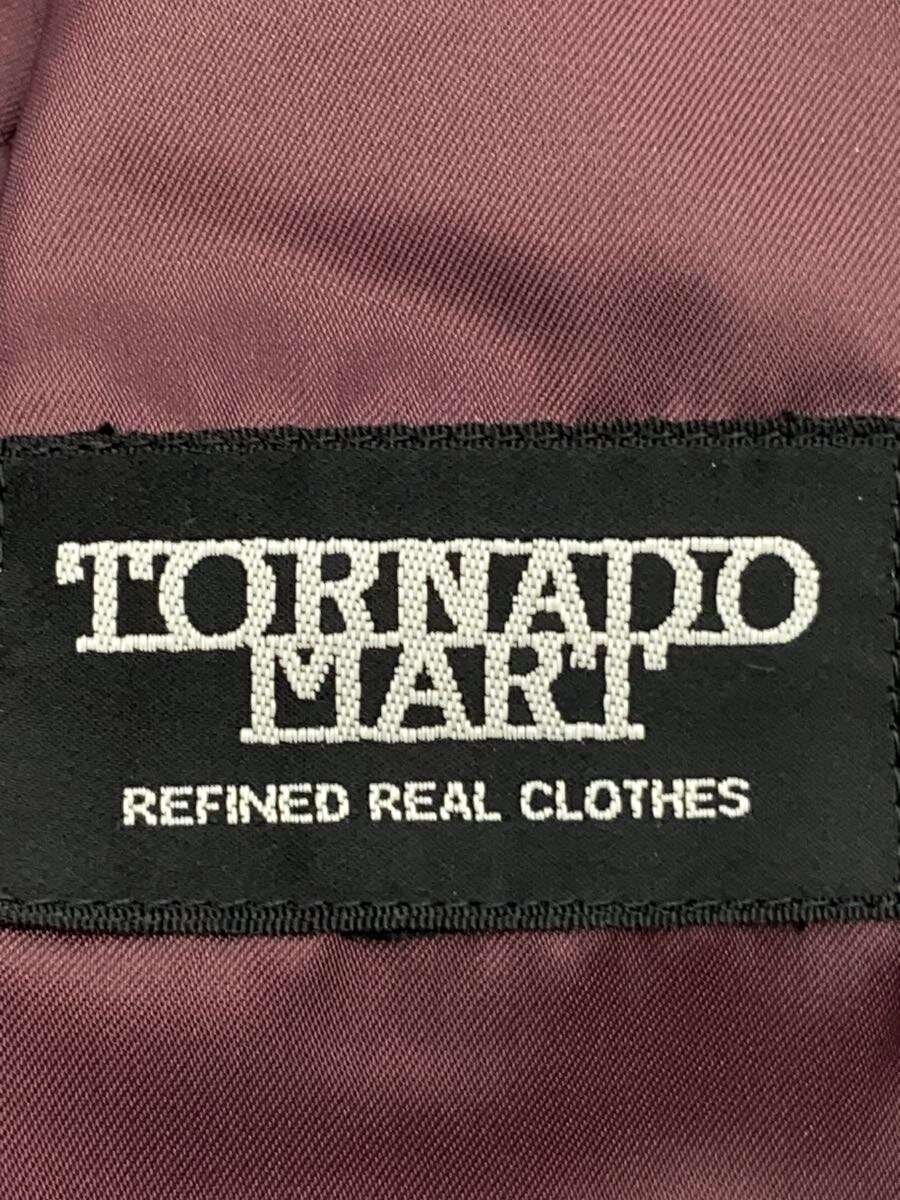 TORNADO
MART
REFINED REAL CLOTHES